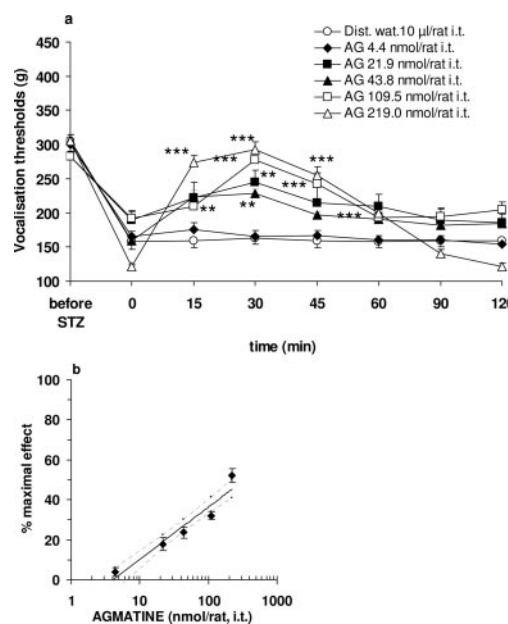 a
Dist. wat.10 µl/rat i.t.
AG 4.4 nmol/rat i.t.
AG 21.9 nmol/rat i.t.
AG 43.8 nmol/rat i.t.
AG 109.5 nmol/rat i.t.
AG 219.0 nmol/rat i.t.
Vocalisation thresholds (g)
450
400
350
300
250
200
150
100
***
***
***
***
**
***
**
**
***
before
STZ
0
15
30
45
60
90
120
time (min)
b
% maximal effect
100
80
60
40
20
0
1
10
100
1000
AGMATINE (nmol/rat, i.t.)